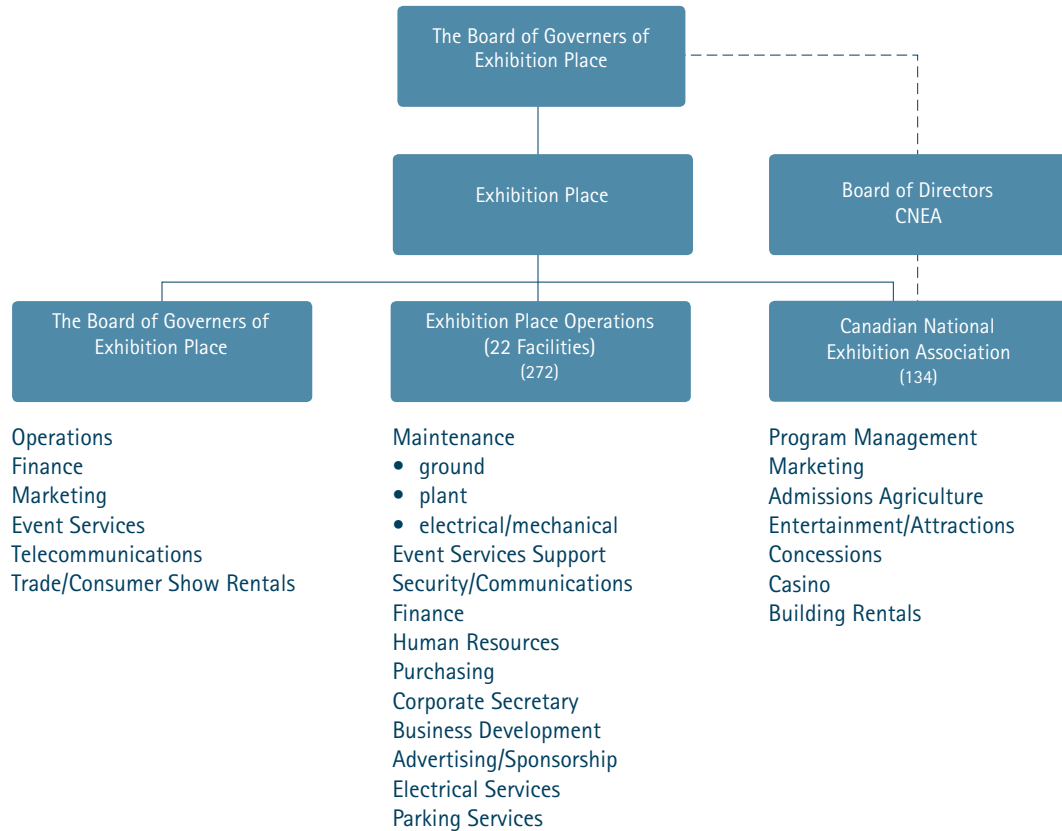 The Board of Governers of
Exhibition Place
Exhibition Place
Board of Directors
CNEA
The Board of Governers of
Exhibition Place
Exhibition Place Operations
(22 Facilities)
(272)
Canadian National
Exhibition Association
(134)
Operations
Finance
Marketing
Event Services
Telecommunications
Trade/Consumer Show Rentals
Maintenance
• ground
• plant
• electrical/mechanical
Event Services Support
Security/Communications
Finance
Human Resources
Purchasing
Corporate Secretary
Business Development
Advertising/Sponsorship
Electrical Services
Parking Services
Program Management
Marketing
Admissions Agriculture
Entertainment/Attractions
Concessions
Casino
Building Rentals